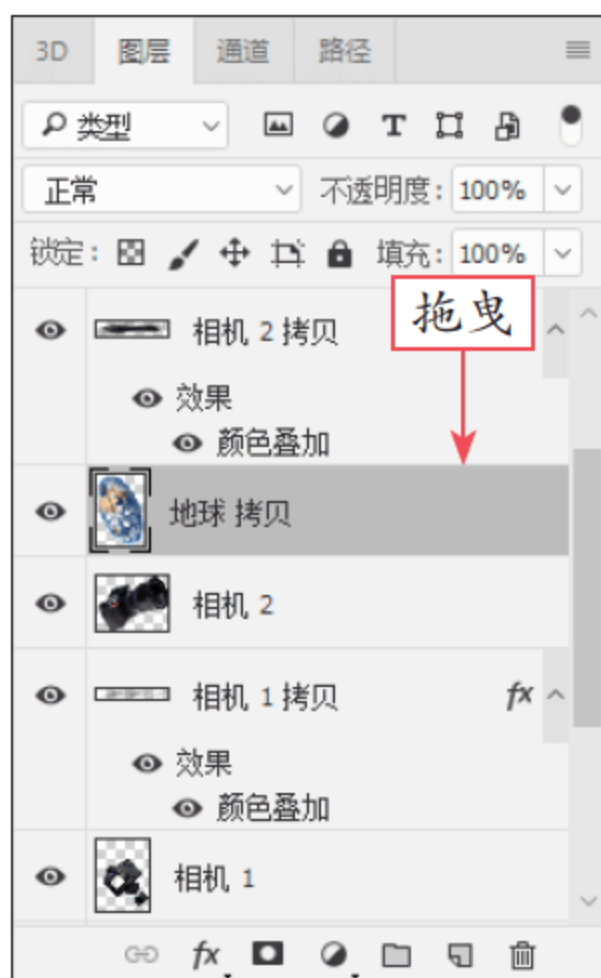 3D 图层 通道 路径
类型
正常 不透明度: 100%
锁定: 填充: 100%
拖曳
相机 2 拷贝
效果
颜色叠加
地球 拷贝
相机 2
相机 1 拷贝 fx
效果
颜色叠加
相机 1
fx